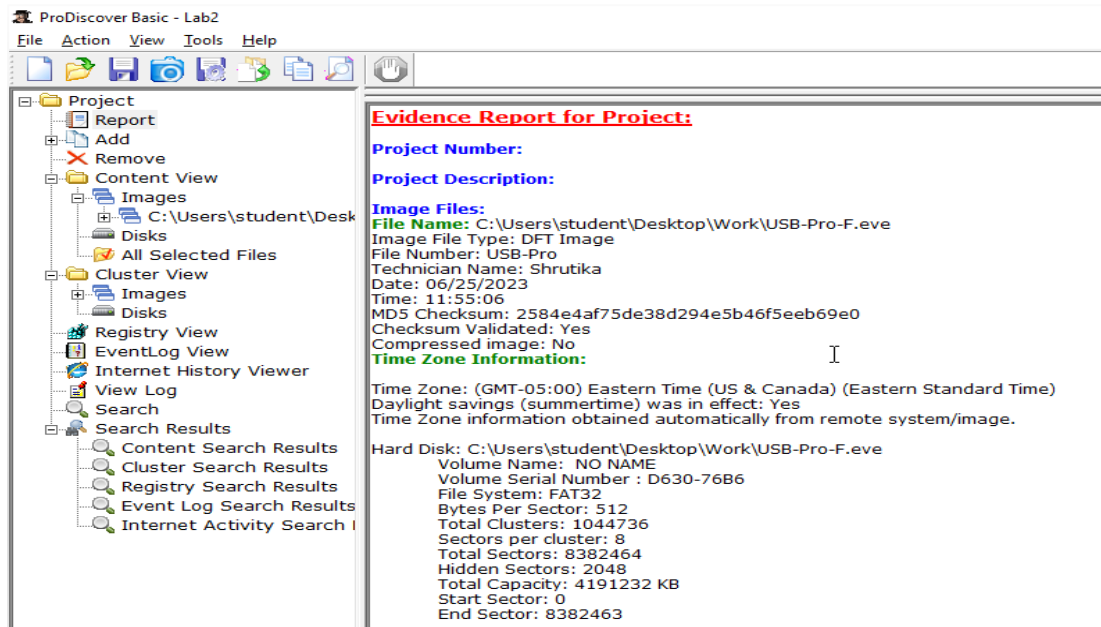 ProDiscover Basic - Lab2
File Action View Tools Help
Project
Report
Add
Remove
Content View
Images
C:\Users\student\Desk
Disks
All Selected Files
Cluster View
Images
Disks
Registry View
EventLog View
Internet History Viewer
View Log
Search
Search Results
Content Search Results
Cluster Search Results
Registry Search Results
Event Log Search Results
Internet Activity Search
Evidence Report for Project:
Project Number:
Project Description:
Image Files:
File Name: C:\Users\student\Desktop\Work\USB-Pro-F.eve
Image File Type: DFT Image
File Number: USB-Pro
Technician Name: Shrutika
Date: 06/25/2023
Time: 11:55:06
MD5 Checksum: 2584e4af75de38d294e5b46f5eeb69e0
Checksum Validated: Yes
Compressed image: No
Time Zone Information:
Time Zone: (GMT-05:00) Eastern Time (US & Canada) (Eastern Standard Time)
Daylight savings (summertime) was in effect: Yes
Time Zone information obtained automatically from remote system/image.
Hard Disk: C:\Users\student\Desktop\Work\USB-Pro-F.eve
Volume Name: NO NAME
Volume Serial Number : D630-76B6
File System: FAT32
Bytes Per Sector: 512
Total Clusters: 1044736
Sectors per cluster: 8
Total Sectors: 8382464
Hidden Sectors: 2048
Total Capacity: 4191232 KB
Start Sector: 0
End Sector: 8382463